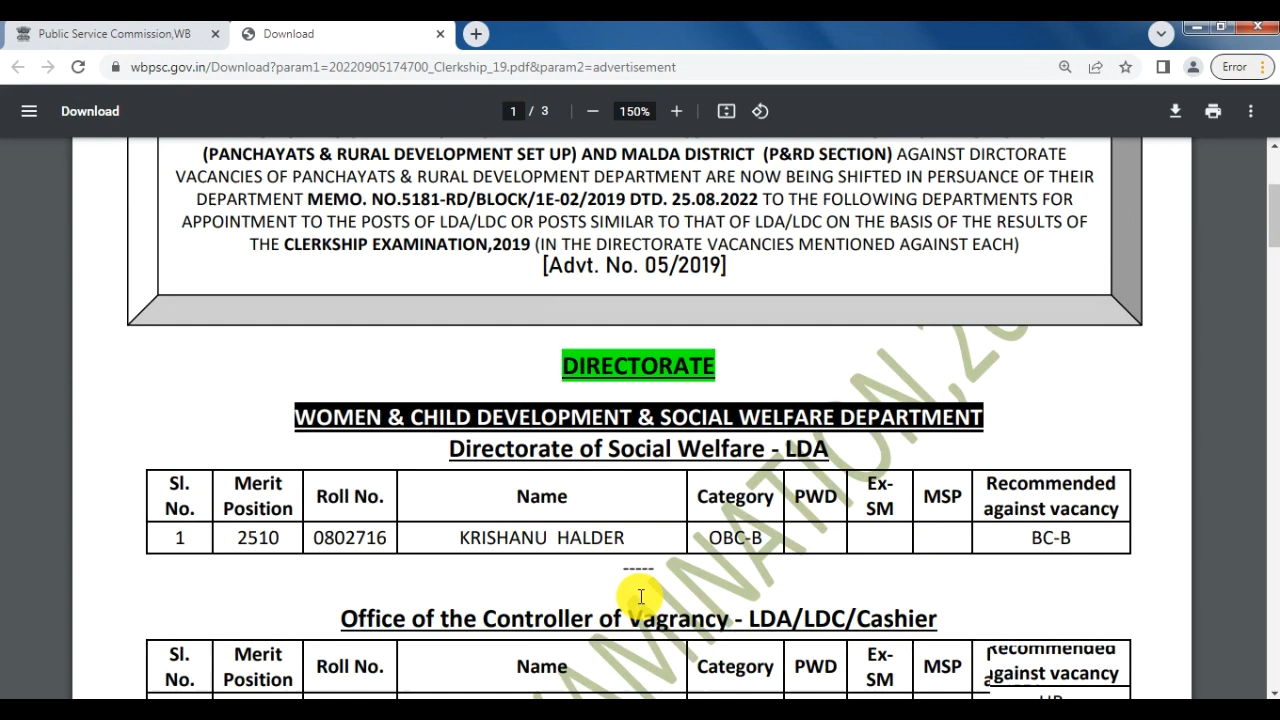 Public Service Commission,WB
Download
wbpsc.gov.in/Download?param1=20220905174700_Clerkship_19.pdf&param2=advertisement
Error
Download
1 / 3
150%
(PANCHAYATS & RURAL DEVELOPMENT SET UP) AND MALDA DISTRICT (P&RD SECTION) AGAINST DIRCTORATE
VACANCIES OF PANCHAYATS & RURAL DEVELOPMENT DEPARTMENT ARE NOW BEING SHIFTED IN PERSUANCE OF THEIR
DEPARTMENT MEMO. NO.5181-RD/BLOCK/1E-02/2019 DTD. 25.08.2022 TO THE FOLLOWING DEPARTMENTS FOR
APPOINTMENT TO THE POSTS OF LDA/LDC OR POSTS SIMILAR TO THAT OF LDA/LDC ON THE BASIS OF THE RESULTS OF
THE CLERKSHIP EXAMINATION,2019 (IN THE DIRECTORATE VACANCIES MENTIONED AGAINST EACH)
[Advt. No. 05/2019]
DIRECTORATE
WOMEN & CHILD DEVELOPMENT & SOCIAL WELFARE DEPARTMENT
Directorate of Social Welfare - LDA
Sl. No. Merit Position Roll No. Name Category PWD Ex-SM MSP Recommended against vacancy
1 2510 0802716 KRISHANU HALDER OBC-B BC-B
-----
Office of the Controller of Vagrancy - LDA/LDC/Cashier
Sl. No. Merit Position Roll No. Name Category PWD Ex-SM MSP Recommended against vacancy